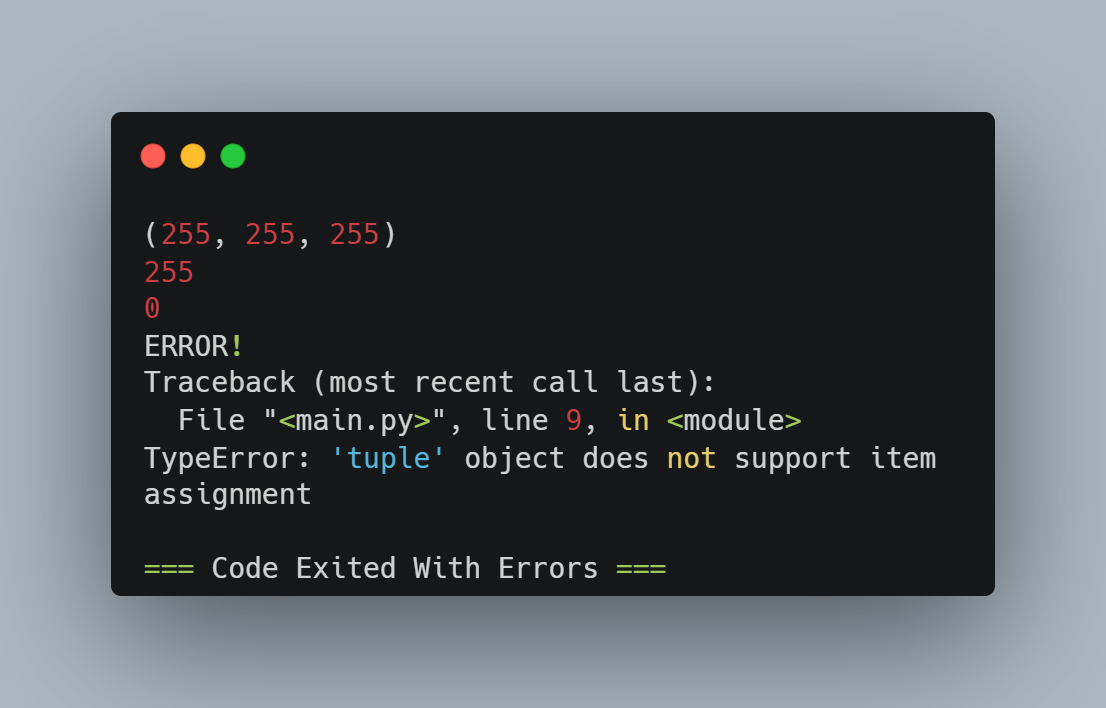 (255, 255, 255)
255
0
ERROR!
Traceback (most recent call last):
  File "<main.py>", line 9, in <module>
TypeError: 'tuple' object does not support item
assignment

=== Code Exited With Errors ===